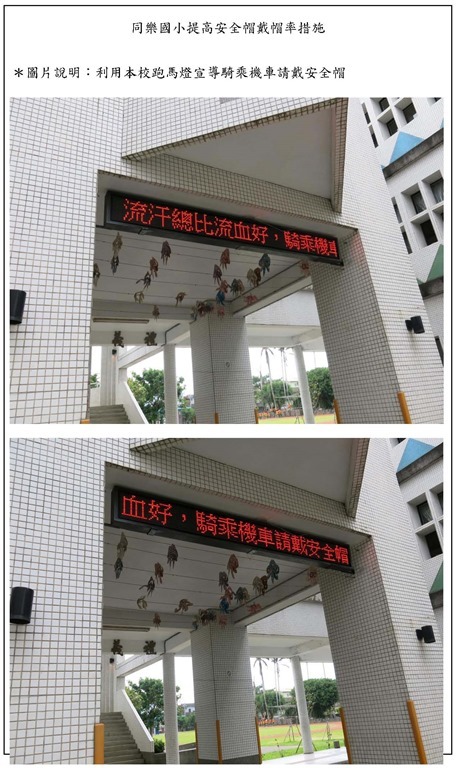 同樂國小提高安全帽戴帽率措施
＊圖片說明：利用本校跑馬燈宣導騎乘機車請戴安全帽
流汗總比流血好，騎乘機
血好，騎乘機車請戴安全帽